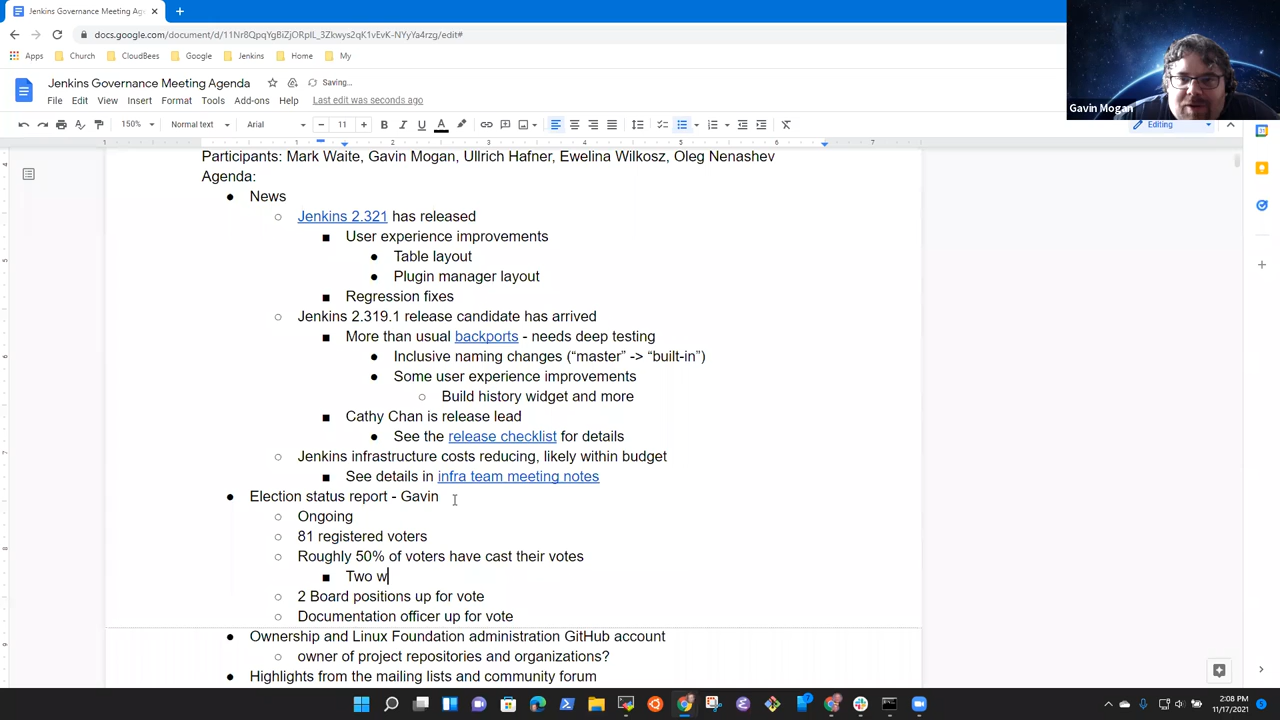 Jenkins Governance Meeting Ag
docs.google.com/document/d/11Nr8QpqYgBiZjORpIL_3Zkwys2qK1vEvK-NYyYa4rzg/edit#
Apps Church CloudBees Google Jenkins Home My
Jenkins Governance Meeting Agenda Saving...
File Edit View Insert Format Tools Add-ons Help Last edit was seconds ago
150% Normal text Arial 11 Editing
Gavin Mogan
Participants: Mark Waite, Gavin Mogan, Ullrich Hafner, Ewelina Wilkosz, Oleg Nenashev
Agenda:
News
Jenkins 2.321 has released
User experience improvements
Table layout
Plugin manager layout
Regression fixes
Jenkins 2.319.1 release candidate has arrived
More than usual backports - needs deep testing
Inclusive naming changes (“master” -> “built-in”)
Some user experience improvements
Build history widget and more
Cathy Chan is release lead
See the release checklist for details
Jenkins infrastructure costs reducing, likely within budget
See details in infra team meeting notes
Election status report - Gavin
Ongoing
81 registered voters
Roughly 50% of voters have cast their votes
Two w
2 Board positions up for vote
Documentation officer up for vote
Ownership and Linux Foundation administration GitHub account
owner of project repositories and organizations?
Highlights from the mailing lists and community forum
2:08 PM
11/17/2021